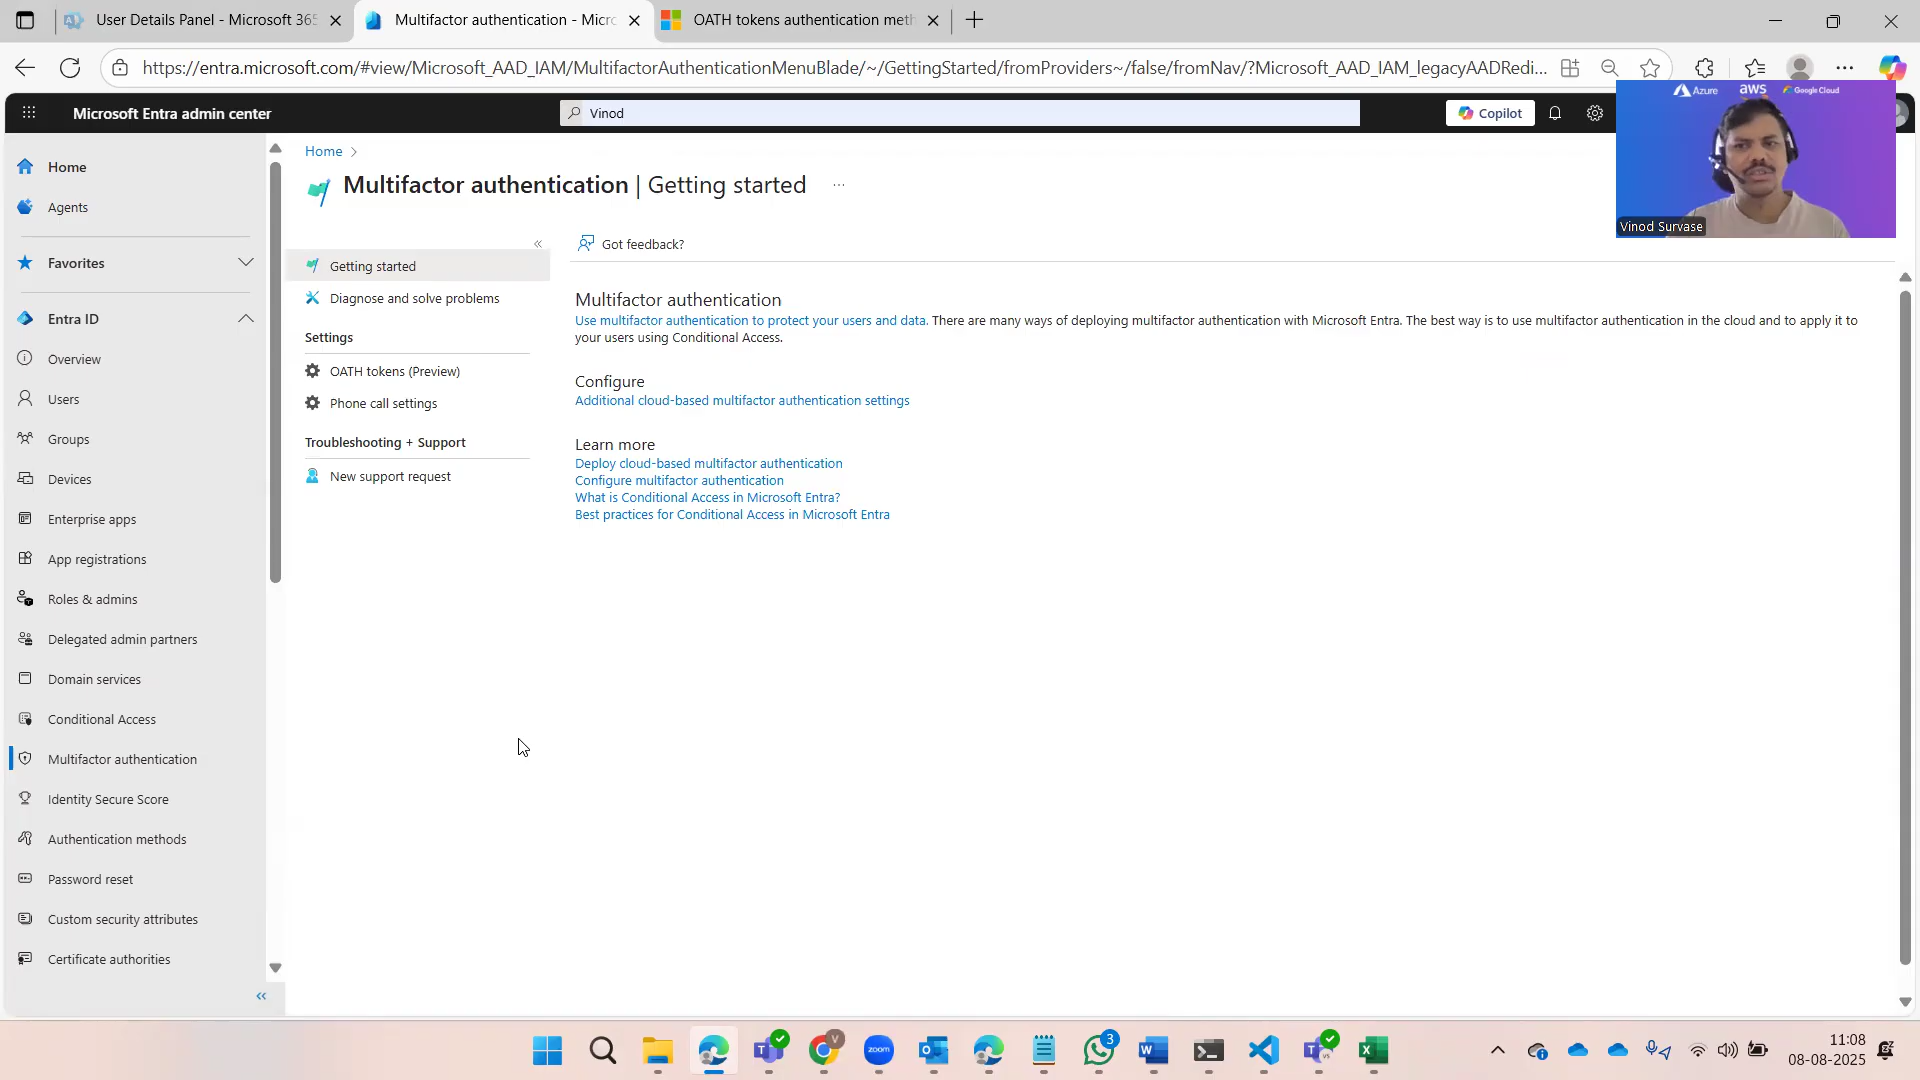 User Details Panel - Microsoft 365
Multifactor authentication - Micro
OATH tokens authentication meth
https://entra.microsoft.com/#view/Microsoft_AAD_IAM/MultifactorAuthenticationMenuBlade/~/GettingStarted/fromProviders~/false/fromNav/?Microsoft_AAD_IAM_legacyAADRedi...
Microsoft Entra admin center
Vinod
Copilot
Azure
aws
Google Cloud
Vinod Survase
Home
Agents
Favorites
Entra ID
Overview
Users
Groups
Devices
Enterprise apps
App registrations
Roles & admins
Delegated admin partners
Domain services
Conditional Access
Multifactor authentication
Identity Secure Score
Authentication methods
Password reset
Custom security attributes
Certificate authorities
Home
Multifactor authentication | Getting started
Getting started
Diagnose and solve problems
Settings
OATH tokens (Preview)
Phone call settings
Troubleshooting + Support
New support request
Got feedback?
Multifactor authentication
Use multifactor authentication to protect your users and data. There are many ways of deploying multifactor authentication with Microsoft Entra. The best way is to use multifactor authentication in the cloud and to apply it to
your users using Conditional Access.
Configure
Additional cloud-based multifactor authentication settings
Learn more
Deploy cloud-based multifactor authentication
Configure multifactor authentication
What is Conditional Access in Microsoft Entra?
Best practices for Conditional Access in Microsoft Entra
zoom
3
11:08
08-08-2025